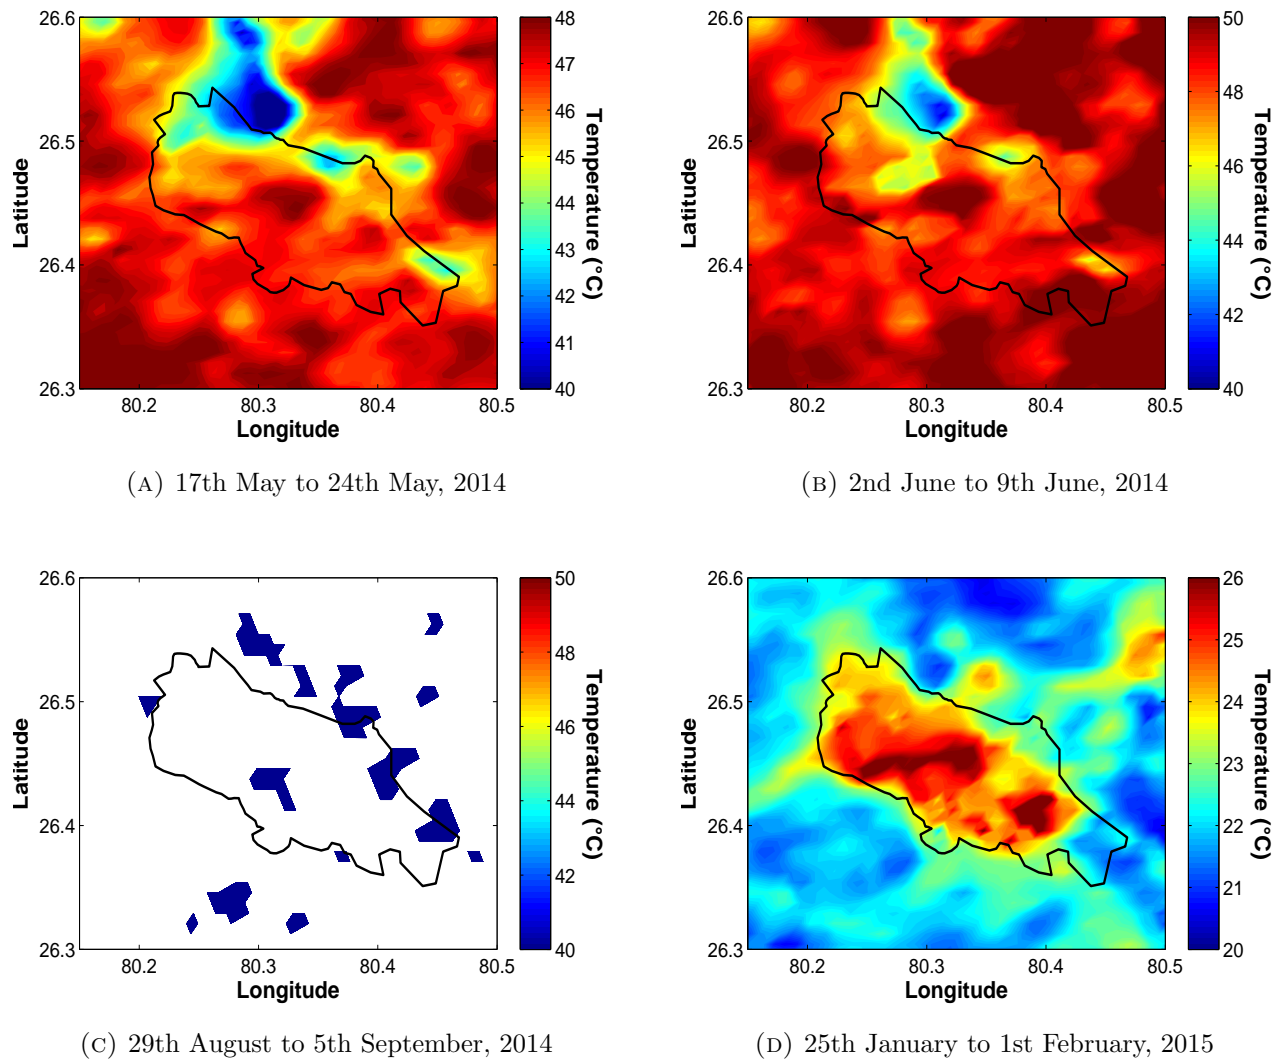 26.6
26.5
26.4
26.3
Latitude
80.2 80.3 80.4 80.5
Longitude
48
47
46
45
44
43
42
41
40
Temperature (°C)
(A) 17th May to 24th May, 2014
26.6
26.5
26.4
26.3
Latitude
80.2 80.3 80.4 80.5
Longitude
50
48
46
44
42
40
Temperature (°C)
(B) 2nd June to 9th June, 2014
26.6
26.5
26.4
26.3
Latitude
80.2 80.3 80.4 80.5
Longitude
50
48
46
44
42
40
Temperature (°C)
(C) 29th August to 5th September, 2014
26.6
26.5
26.4
26.3
Latitude
80.2 80.3 80.4 80.5
Longitude
26
25
24
23
22
21
20
Temperature (°C)
(D) 25th January to 1st February, 2015